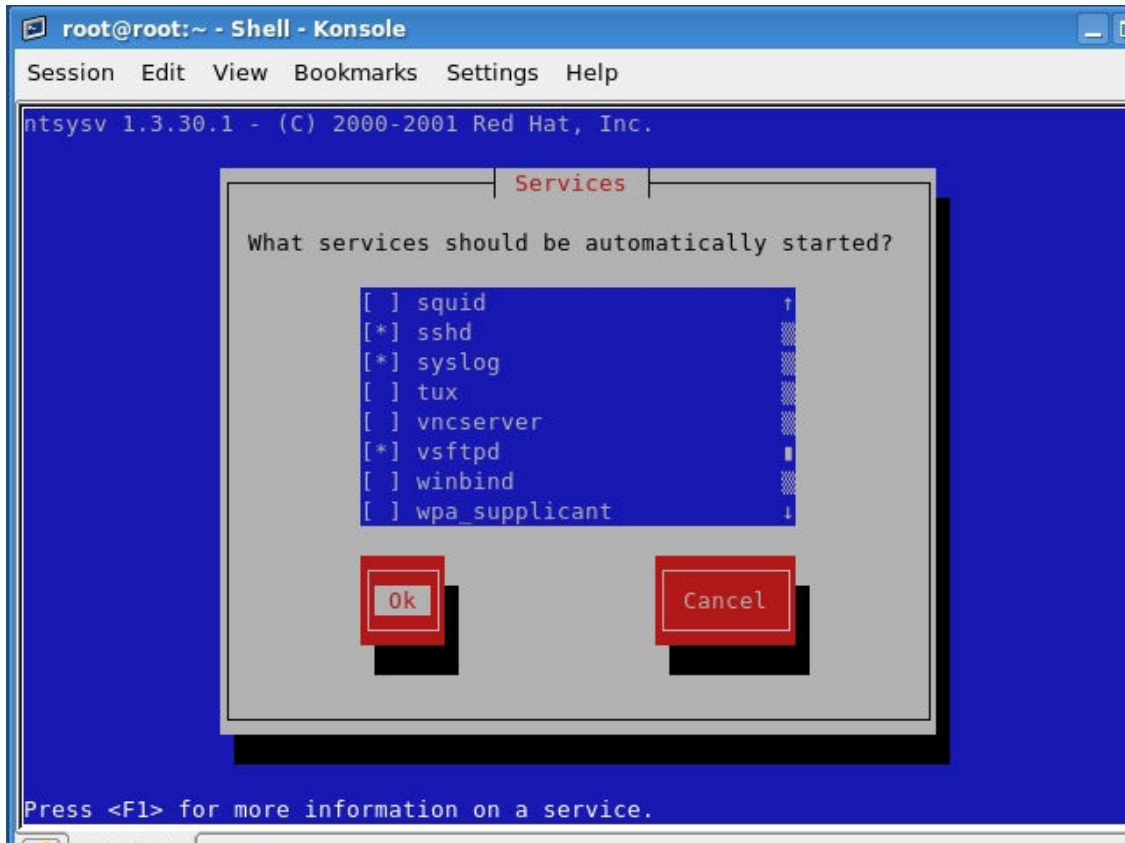 root@root:~ - Shell - Konsole
Session Edit View Bookmarks Settings Help
ntsysv 1.3.30.1 - (C) 2000-2001 Red Hat, Inc.
Services
What services should be automatically started?
[ ] squid ↑
[*] sshd
[*] syslog
[ ] tux
[ ] vncserver
[*] vsftpd
[ ] winbind
[ ] wpa_supplicant ↓
Ok Cancel
Press <F1> for more information on a service.